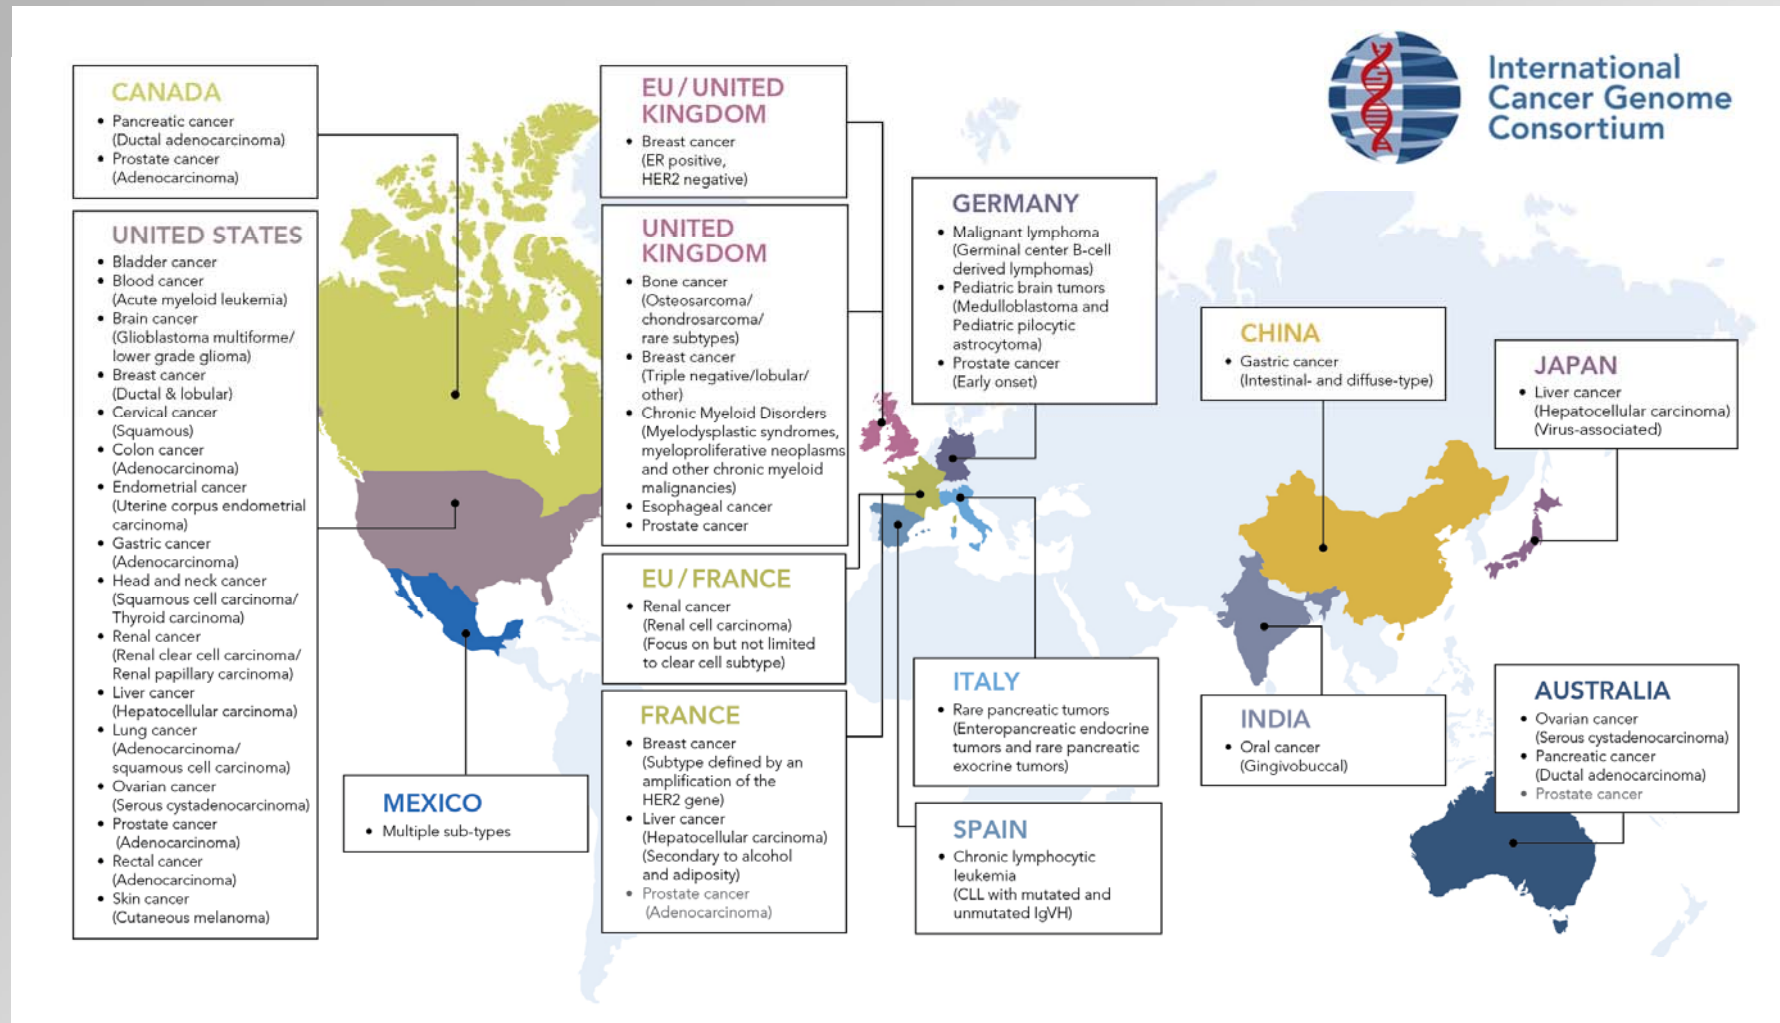 International
Cancer Genome
Consortium
CANADA
• Pancreatic cancer
(Ductal adenocarcinoma)
• Prostate cancer
(Adenocarcinoma)
UNITED STATES
• Bladder cancer
• Blood cancer
(Acute myeloid leukemia)
• Brain cancer
(Glioblastoma multiforme/
lower grade glioma)
• Breast cancer
(Ductal & lobular)
• Cervical cancer
(Squamous)
• Colon cancer
(Adenocarcinoma)
• Endometrial cancer
(Uterine corpus endometrial
carcinoma)
• Gastric cancer
(Adenocarcinoma)
• Head and neck cancer
(Squamous cell carcinoma/
Thyroid carcinoma)
• Renal cancer
(Renal clear cell carcinoma/
Renal papillary carcinoma)
• Liver cancer
(Hepatocellular carcinoma)
• Lung cancer
(Adenocarcinoma/
squamous cell carcinoma)
• Ovarian cancer
(Serous cystadenocarcinoma)
• Prostate cancer
(Adenocarcinoma)
• Rectal cancer
(Adenocarcinoma)
• Skin cancer
(Cutaneous melanoma)
MEXICO
• Multiple sub-types
EU / UNITED
KINGDOM
• Breast cancer
(ER positive,
HER2 negative)
UNITED
KINGDOM
• Bone cancer
(Osteosarcoma/
chondrosarcoma/
rare subtypes)
• Breast cancer
(Triple negative/lobular/
other)
• Chronic Myeloid Disorders
(Myelodysplastic syndromes,
myeloproliferative neoplasms
and other chronic myeloid
malignancies)
• Esophageal cancer
• Prostate cancer
EU / FRANCE
• Renal cancer
(Renal cell carcinoma)
(Focus on but not limited
to clear cell subtype)
FRANCE
• Breast cancer
(Subtype defined by an
amplification of the
HER2 gene)
• Liver cancer
(Hepatocellular carcinoma)
(Secondary to alcohol
and adiposity)
• Prostate cancer
(Adenocarcinoma)
GERMANY
• Malignant lymphoma
(Germinal center B-cell
derived lymphomas)
• Pediatric brain tumors
(Medulloblastoma and
Pediatric pilocytic
astrocytoma)
• Prostate cancer
(Early onset)
ITALY
• Rare pancreatic tumors
(Enteropancreatic endocrine
tumors and rare pancreatic
exocrine tumors)
SPAIN
• Chronic lymphocytic
leukemia
(CLL with mutated and
unmutated IgVH)
CHINA
• Gastric cancer
(Intestinal- and diffuse-type)
INDIA
• Oral cancer
(Gingivobuccal)
JAPAN
• Liver cancer
(Hepatocellular carcinoma)
(Virus-associated)
AUSTRALIA
• Ovarian cancer
(Serous cystadenocarcinoma)
• Pancreatic cancer
(Ductal adenocarcinoma)
• Prostate cancer